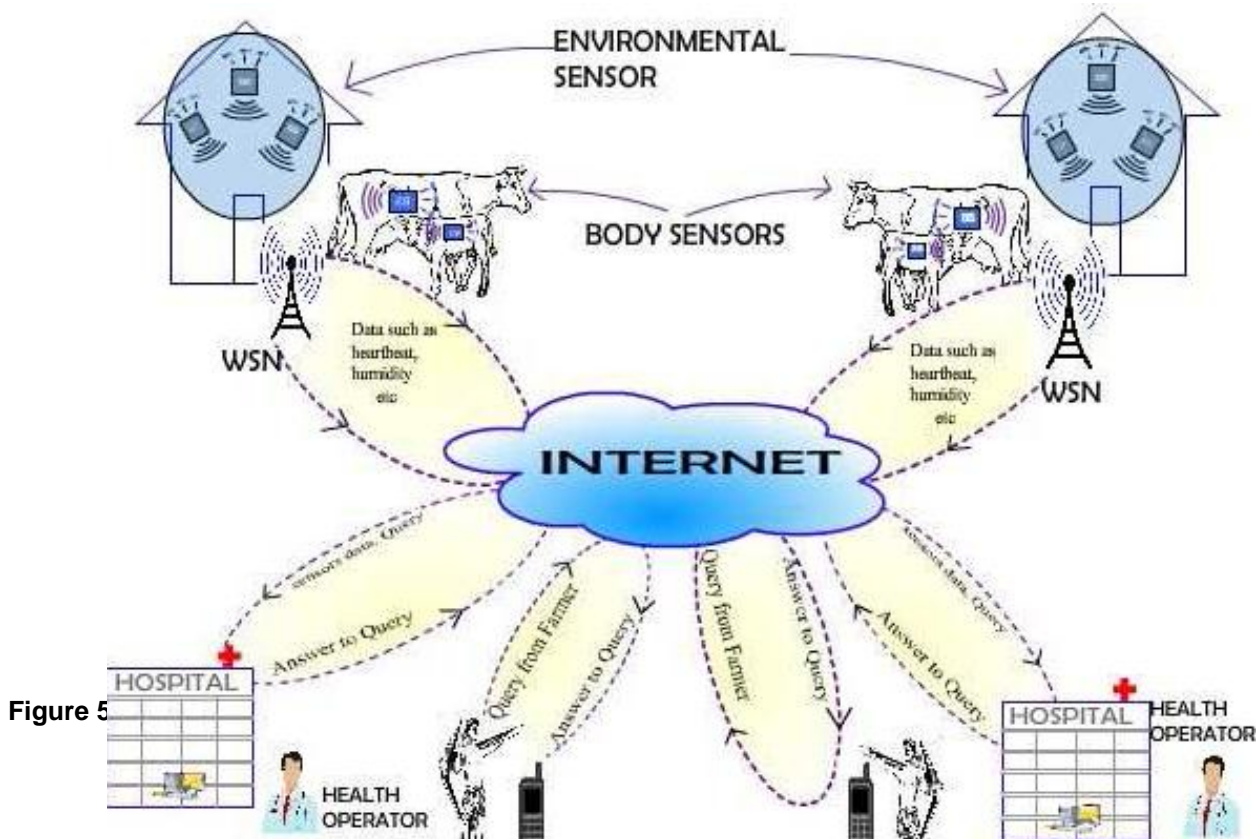 ENVIRONMENTAL
SENSOR
BODY SENSORS
WSN
Data such as
heartbeat,
humidity
etc
Data such as
heartbeat,
humidity
etc
WSN
INTERNET
sensors data, Query
Answer to Query
Query from Farmer
Answer to Query
Query from Farmer
Answer to Query
sensors data, Query
Answer to Query
Figure 5
HOSPITAL
HEALTH
OPERATOR
HOSPITAL
HEALTH
OPERATOR